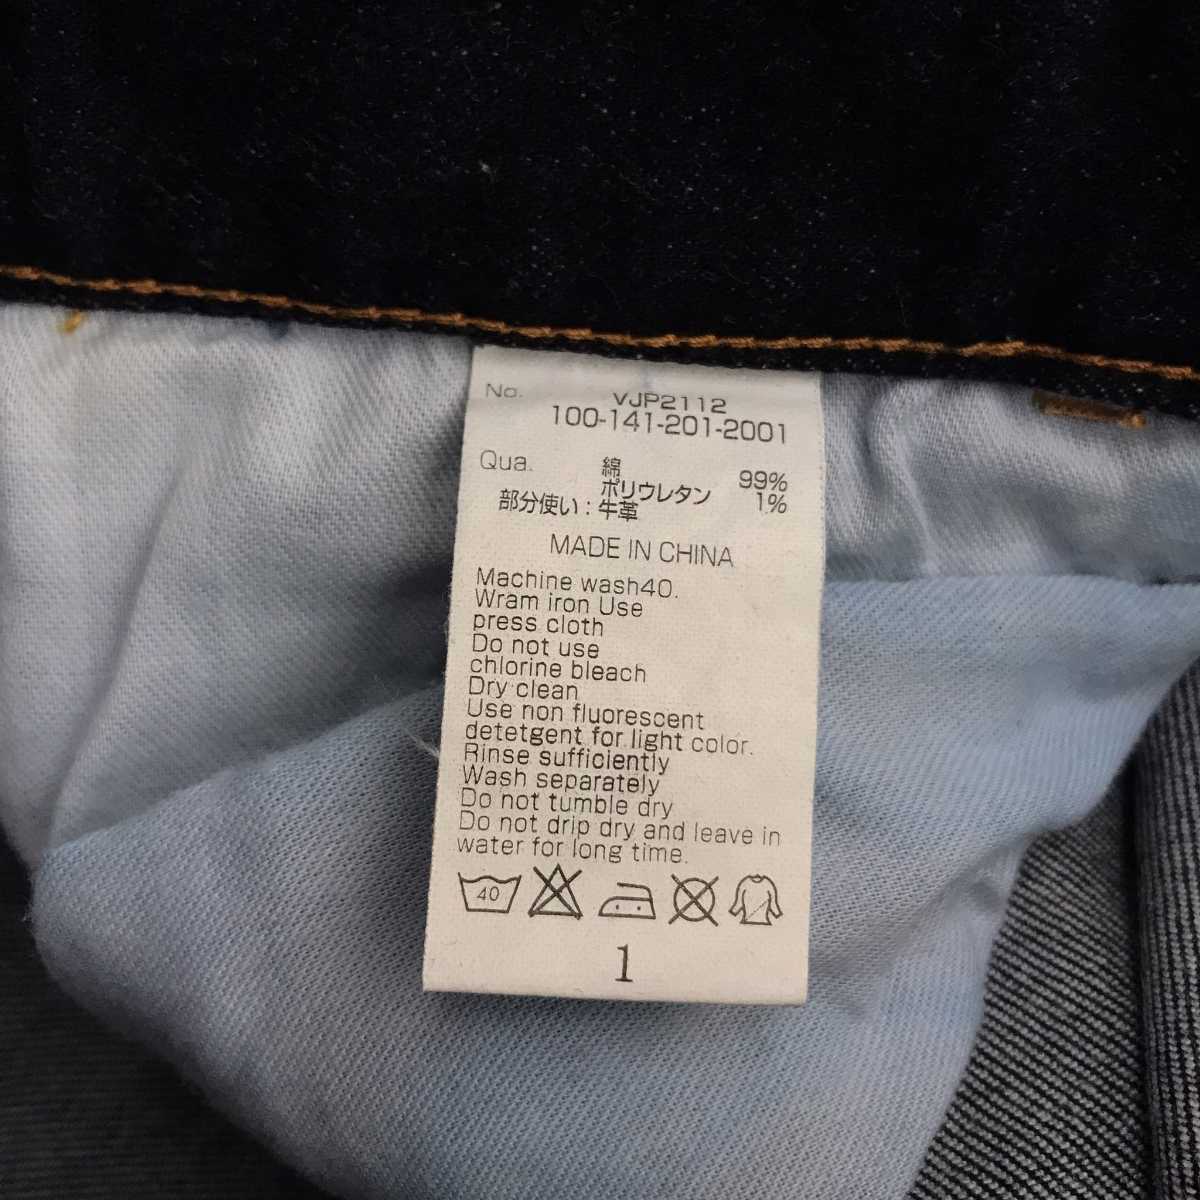 No. VJP2112
100-141-201-2001
Qua. 綿 99%
ポリウレタン 1%
部分使い：牛革
MADE IN CHINA
Machine wash40.
Wram iron Use
press cloth
Do not use
chlorine bleach
Dry clean
Use non fluorescent
detetgent for light color.
Rinse sufficiently
Wash separately
Do not tumble dry
Do not drip dry and leave in
water for long time.
40
1